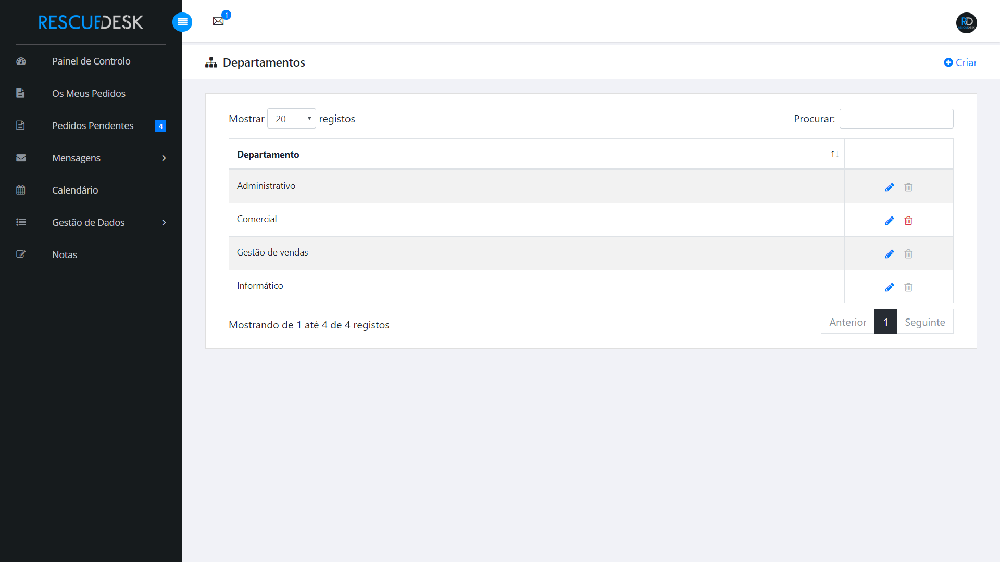 RESCUEDESK
1
RD
RESCUEDESK
Painel de Controlo
Os Meus Pedidos
Pedidos Pendentes 4
Mensagens
Calendário
Gestão de Dados
Notas
Departamentos
Criar
Mostrar 20 registos
Procurar:
Departamento
Administrativo
Comercial
Gestão de vendas
Informático
Mostrando de 1 até 4 de 4 registos
Anterior 1 Seguinte